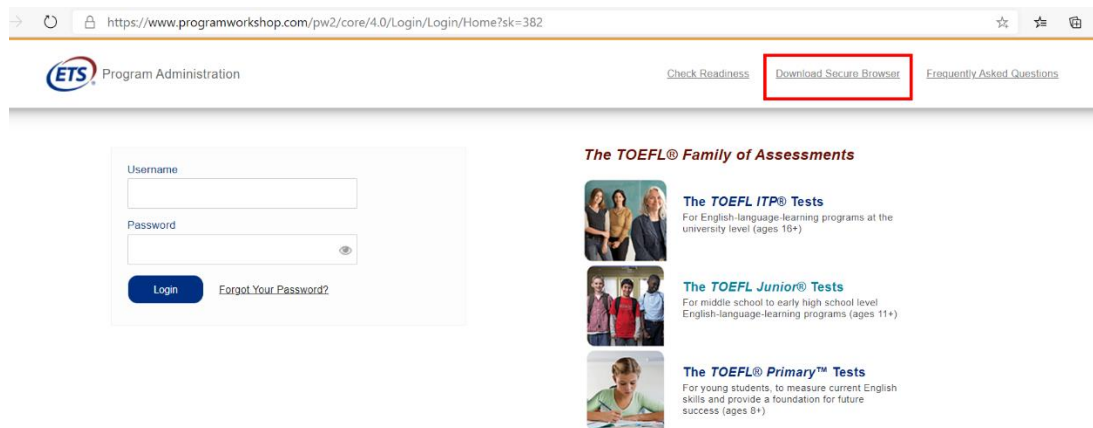 https://www.programworkshop.com/pw2/core/4.0/Login/Login/Home?sk=382
ETS® Program Administration
Check Readiness Download Secure Browser Frequently Asked Questions
Username
Password
Login Forgot Your Password?
The TOEFL® Family of Assessments
The TOEFL ITP® Tests
For English-language-learning programs at the
university level (ages 16+)
The TOEFL Junior® Tests
For middle school to early high school level
English-language-learning programs (ages 11+)
The TOEFL® Primary™ Tests
For young students, to measure current English
skills and provide a foundation for future
success (ages 8+)